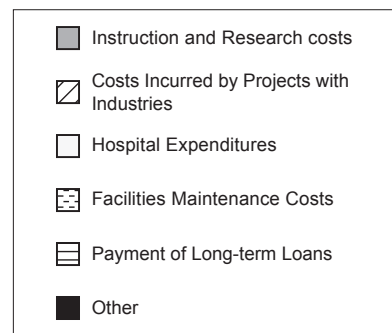 Instruction and Research costs
Costs Incurred by Projects with
Industries
Hospital Expenditures
Facilities Maintenance Costs
Payment of Long-term Loans
Other